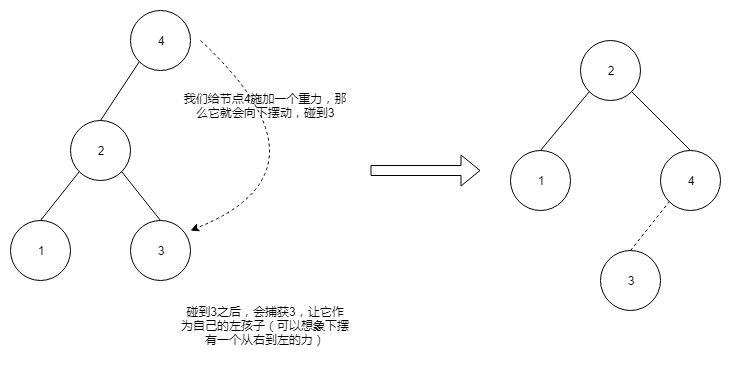 4
2
我们给节点4施加一个重力，那
么它就会向下摆动，碰到3
2
1
4
1
3
3
碰到3之后，会捕获3，让它作
为自己的左孩子（可以想象下摆
有一个从右到左的力）